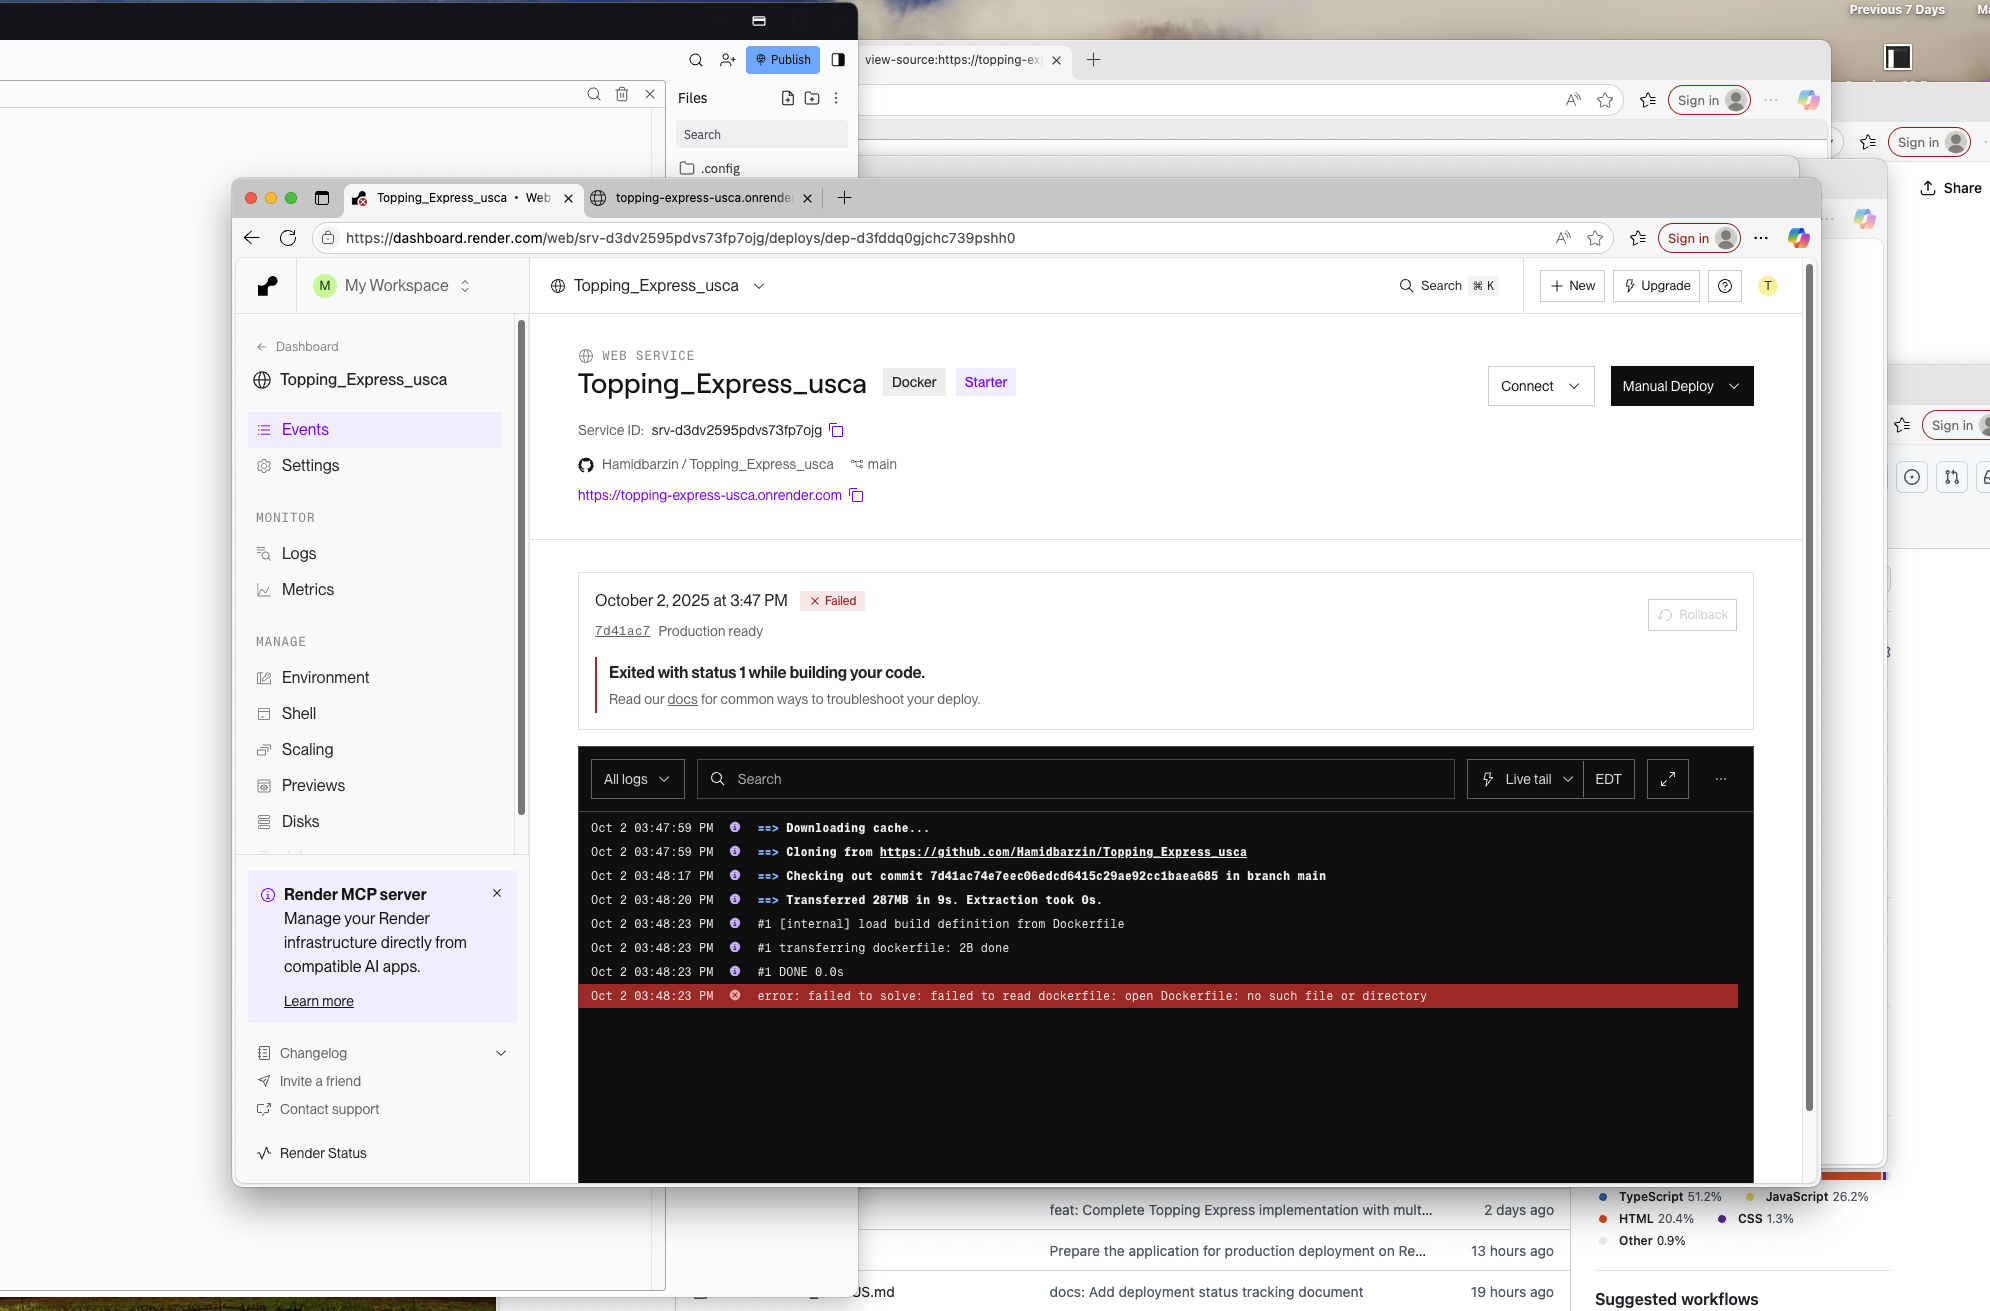 Previous 7 Days
Publish
view-source:https://topping-ex
Sign in
Files
Search
.config
Sign in
Share
Topping_Express_usca • Web
topping-express-usca.onrender
https://dashboard.render.com/web/srv-d3dv2595pdvs73fp7ojg/deploys/dep-d3fddq0gjchc739pshh0
Sign in
M
My Workspace
Topping_Express_usca
Search
⌘ K
+ New
Upgrade
T
← Dashboard
Topping_Express_usca
Events
Settings
MONITOR
Logs
Metrics
MANAGE
Environment
Shell
Scaling
Previews
Disks
Render MCP server
Manage your Render
infrastructure directly from
compatible AI apps.
Learn more
Changelog
Invite a friend
Contact support
Render Status
WEB SERVICE
Topping_Express_usca
Docker
Starter
Connect
Manual Deploy
Service ID: srv-d3dv2595pdvs73fp7ojg
Hamidbarzin / Topping_Express_usca
main
https://topping-express-usca.onrender.com
October 2, 2025 at 3:47 PM
Failed
7d41ac7 Production ready
Rollback
Exited with status 1 while building your code.
Read our docs for common ways to troubleshoot your deploy.
All logs
Search
Live tail
EDT
Oct 2 03:47:59 PM ==> Downloading cache...
Oct 2 03:47:59 PM ==> Cloning from https://github.com/Hamidbarzin/Topping_Express_usca
Oct 2 03:48:17 PM ==> Checking out commit 7d41ac74e7eec06edcd6415c29ae92cc1baea685 in branch main
Oct 2 03:48:20 PM ==> Transferred 287MB in 9s. Extraction took 0s.
Oct 2 03:48:23 PM #1 [internal] load build definition from Dockerfile
Oct 2 03:48:23 PM #1 transferring dockerfile: 2B done
Oct 2 03:48:23 PM #1 DONE 0.0s
Oct 2 03:48:23 PM error: failed to solve: failed to read dockerfile: open Dockerfile: no such file or directory
Sign in
feat: Complete Topping Express implementation with mult... 2 days ago
Prepare the application for production deployment on Re... 13 hours ago
US.md docs: Add deployment status tracking document 19 hours ago
TypeScript 51.2%
JavaScript 26.2%
HTML 20.4%
CSS 1.3%
Other 0.9%
Suggested workflows